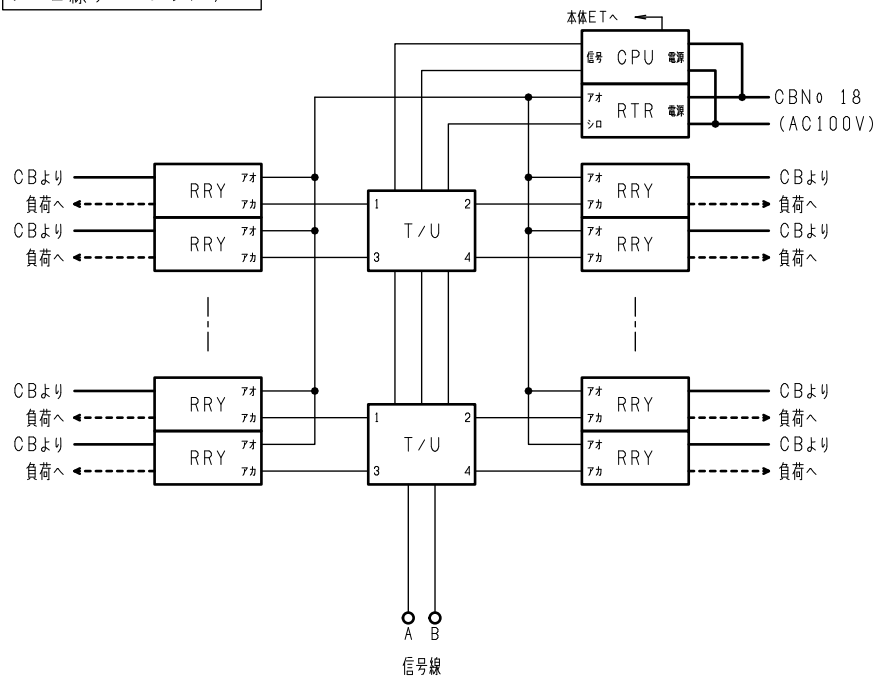 本体ETへ
信号 CPU 電源
アオ RTR 電源
シロ
CBNo 18
(AC100V)
CBより RRY アオ
負荷へ アカ
CBより RRY アオ
負荷へ アカ
1 T/U 2
3 4
アオ RRY CBより
アカ 負荷へ
アオ RRY CBより
アカ 負荷へ
CBより RRY アオ
負荷へ アカ
CBより RRY アオ
負荷へ アカ
1 T/U 2
3 4
アオ RRY CBより
アカ 負荷へ
アオ RRY CBより
アカ 負荷へ
A B
信号線